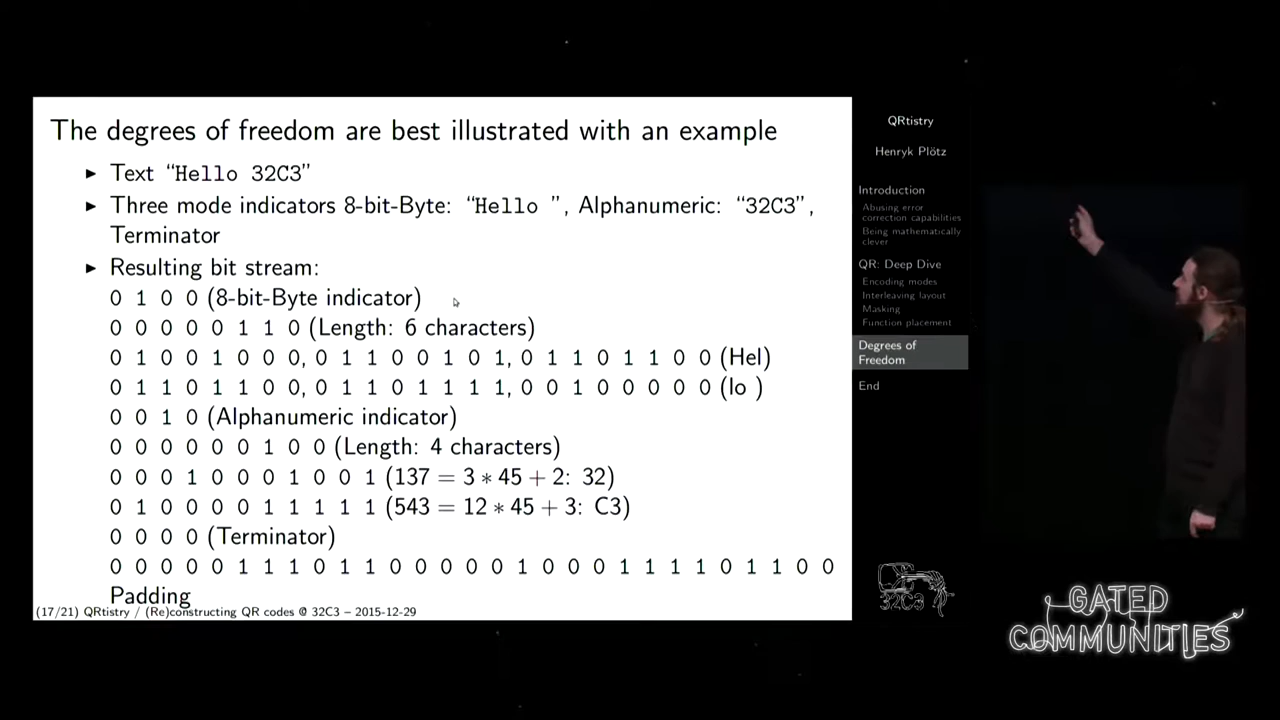 The degrees of freedom are best illustrated with an example
▶ Text “Hello 32C3”
▶ Three mode indicators 8-bit-Byte: “Hello ”, Alphanumeric: “32C3”,
Terminator
▶ Resulting bit stream:
0 1 0 0 (8-bit-Byte indicator)
0 0 0 0 0 1 1 0 (Length: 6 characters)
0 1 0 0 1 0 0 0, 0 1 1 0 0 1 0 1, 0 1 1 0 1 1 0 0 (Hel)
0 1 1 0 1 1 0 0, 0 1 1 0 1 1 1 1, 0 0 1 0 0 0 0 0 (lo )
0 0 1 0 (Alphanumeric indicator)
0 0 0 0 0 0 1 0 0 (Length: 4 characters)
0 0 0 1 0 0 0 1 0 0 1 (137 = 3 ∗ 45 + 2: 32)
0 1 0 0 0 0 1 1 1 1 1 (543 = 12 ∗ 45 + 3: C3)
0 0 0 0 (Terminator)
0 0 0 0 0 1 1 1 0 1 1 0 0 0 0 0 1 0 0 0 1 1 1 1 0 1 1 0 0
Padding
(17/21) QRtistry / (Re)constructing QR codes @ 32C3 – 2015-12-29
QRtistry
Henryk Plötz
Introduction
Abusing error
correction capabilities
Being mathematically
clever
QR: Deep Dive
Encoding modes
Interleaving layout
Masking
Function placement
Degrees of
Freedom
End
32C3
GATED
COMMUNITIES